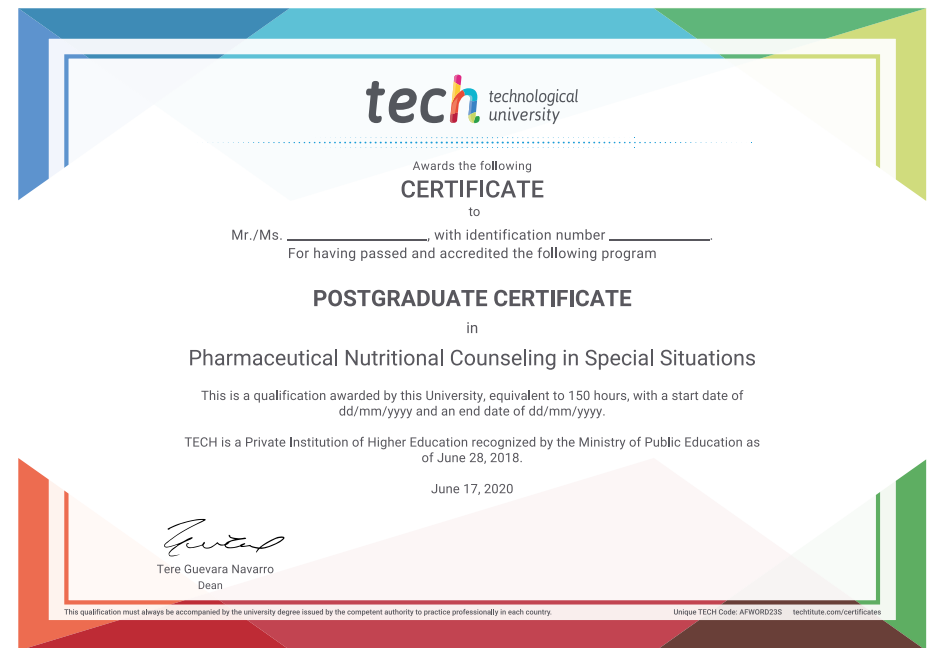 tech technological
university
Awards the following
CERTIFICATE
to
Mr./Ms. ____________, with identification number ____________.
For having passed and accredited the following program
POSTGRADUATE CERTIFICATE
in
Pharmaceutical Nutritional Counseling in Special Situations
This is a qualification awarded by this University, equivalent to 150 hours, with a start date of
dd/mm/yyyy and an end date of dd/mm/yyyy.
TECH is a Private Institution of Higher Education recognized by the Ministry of Public Education as
of June 28, 2018.
June 17, 2020
Tere Guevara Navarro
Dean
This qualification must always be accompanied by the university degree issued by the competent authority to practice professionally in each country.
Unique TECH Code: AFWORD23S techtitute.com/certificates